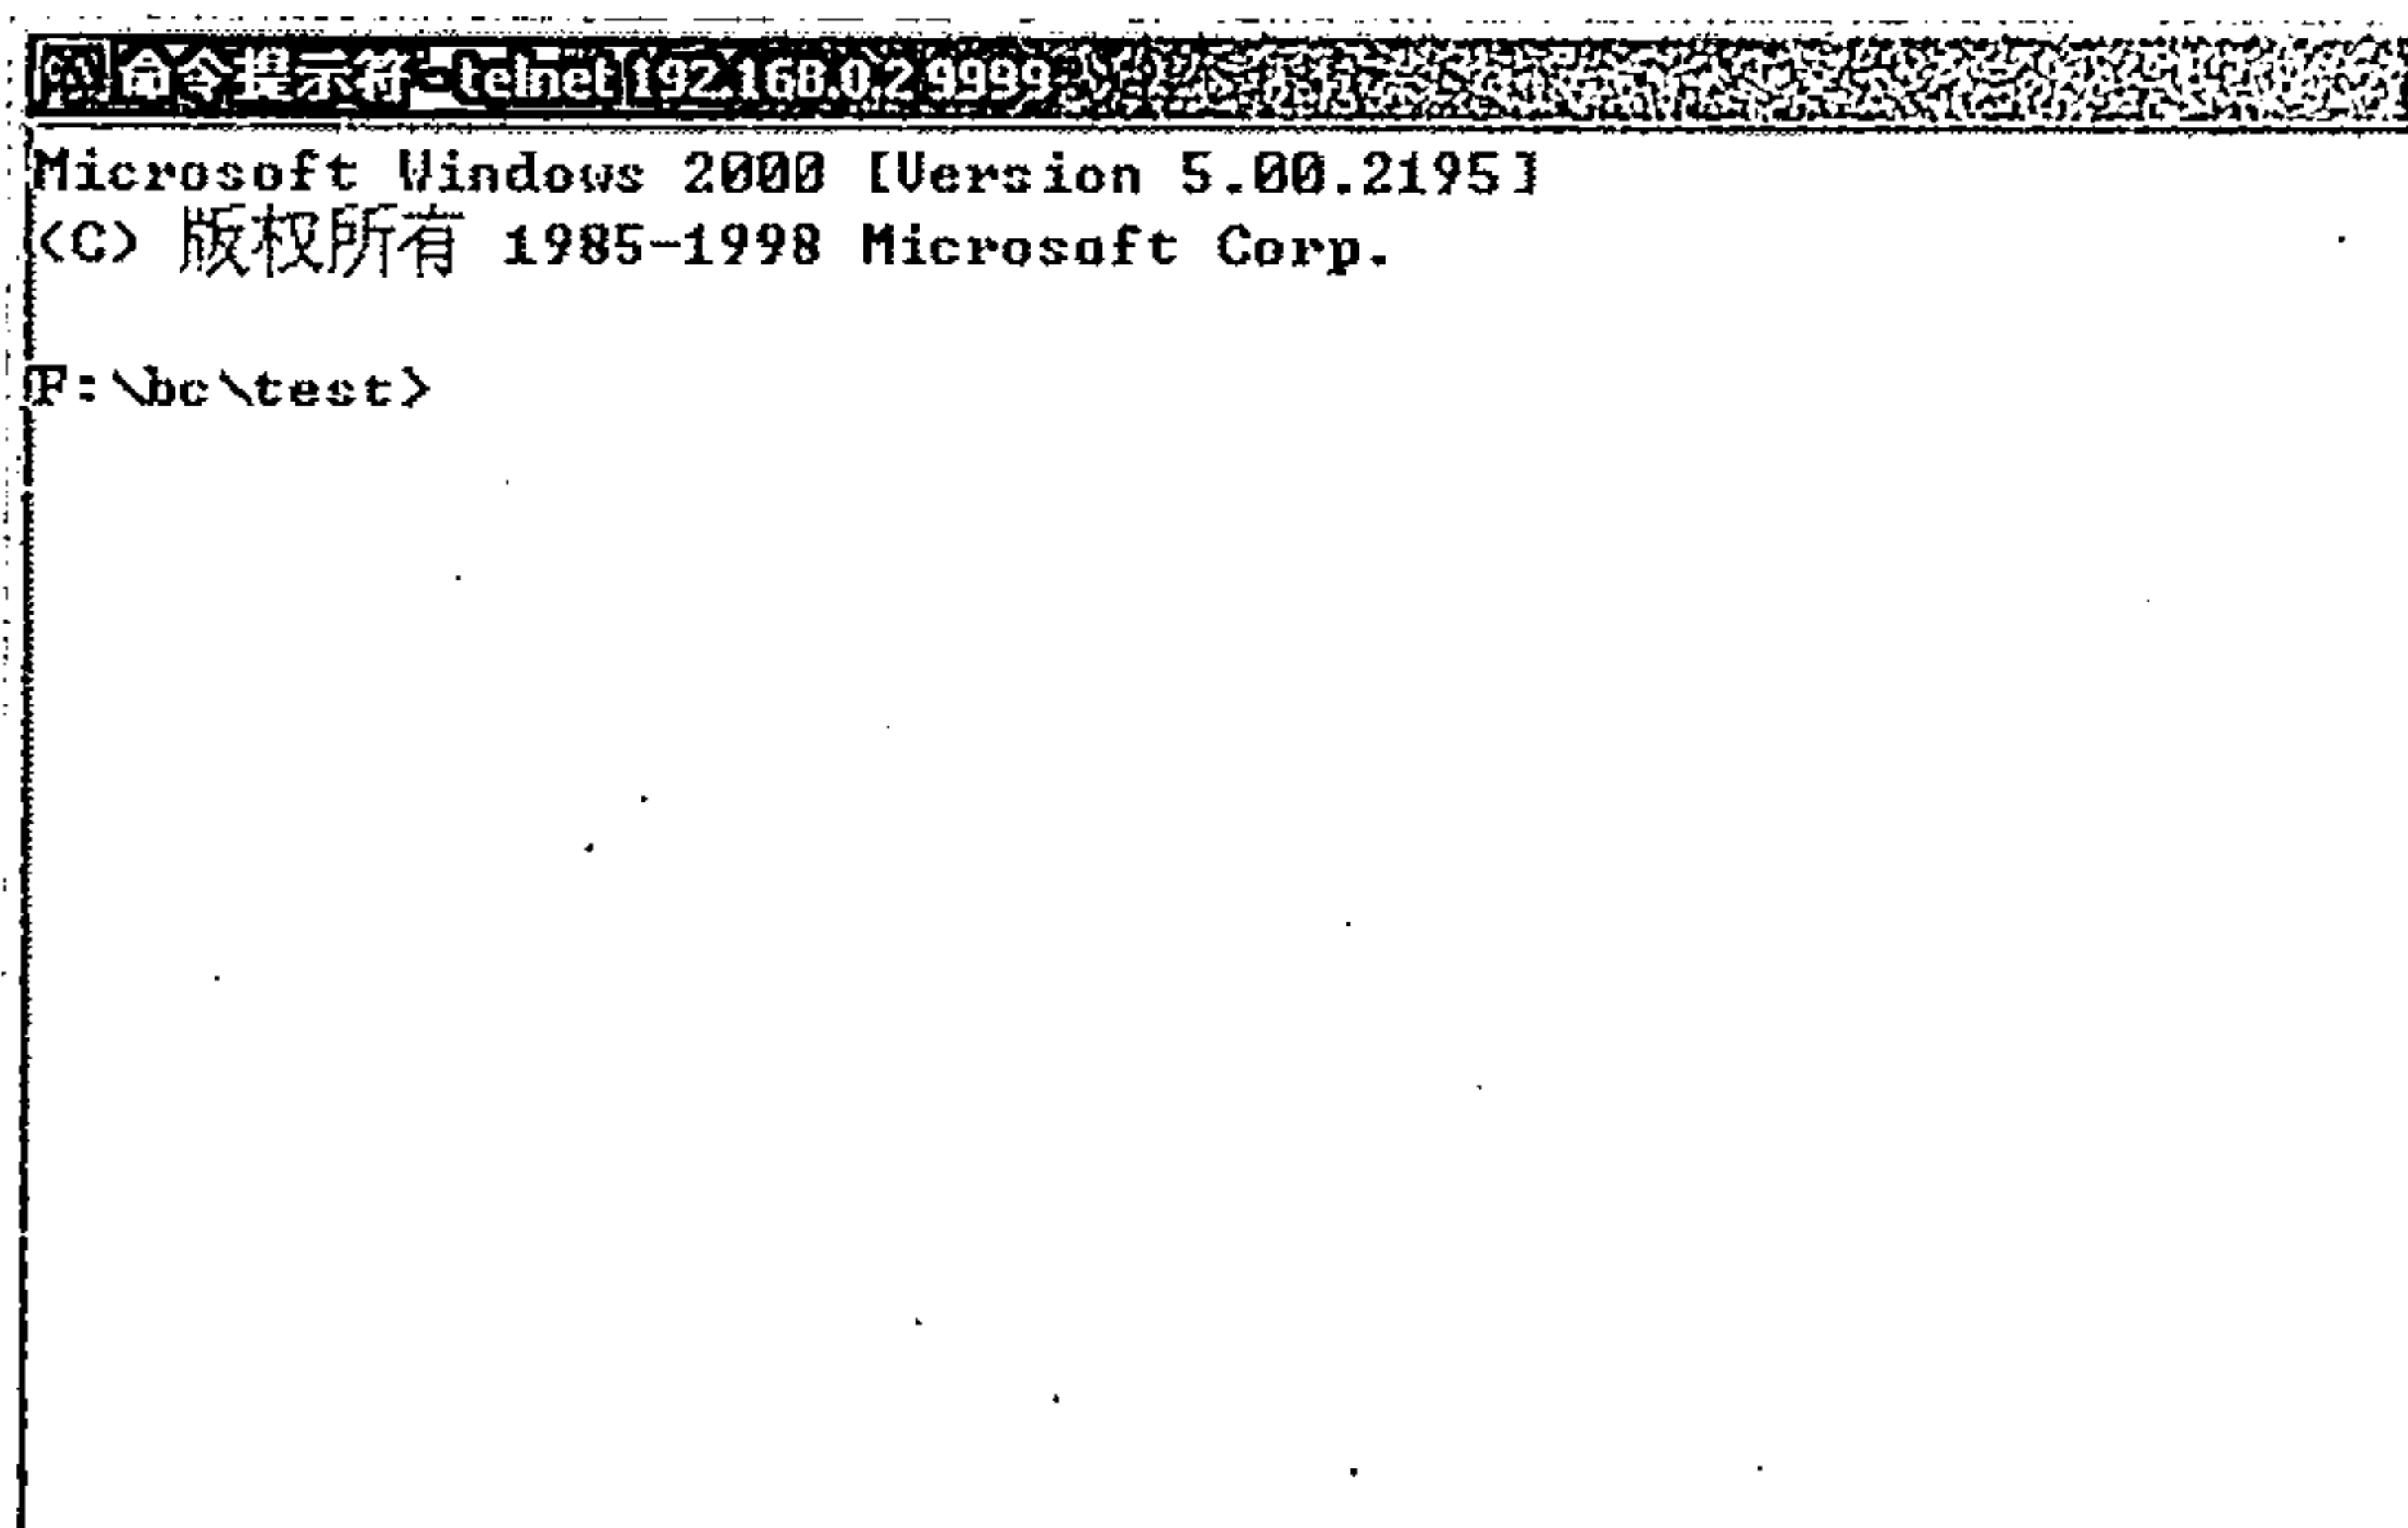 命令提示符 - telnet 192.168.0.2 9999
Microsoft Windows 2000 [Version 5.00.2195]
(C) 版权所有 1985-1998 Microsoft Corp.
F:\bc\test>